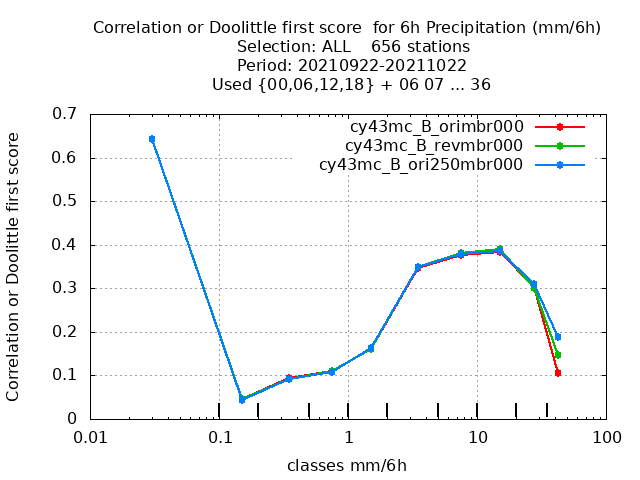 Correlation or Doolittle first score  for 6h Precipitation (mm/6h)
Selection: ALL    656 stations
Period: 20210922-20211022
Used {00,06,12,18} + 06 07 ... 36
Correlation or Doolittle first score
0.7
0.6
0.5
0.4
0.3
0.2
0.1
0
cy43mc_B_orimbr000
cy43mc_B_revmbr000
cy43mc_B_ori250mbr000
0.01 0.1 1 10 100
classes mm/6h